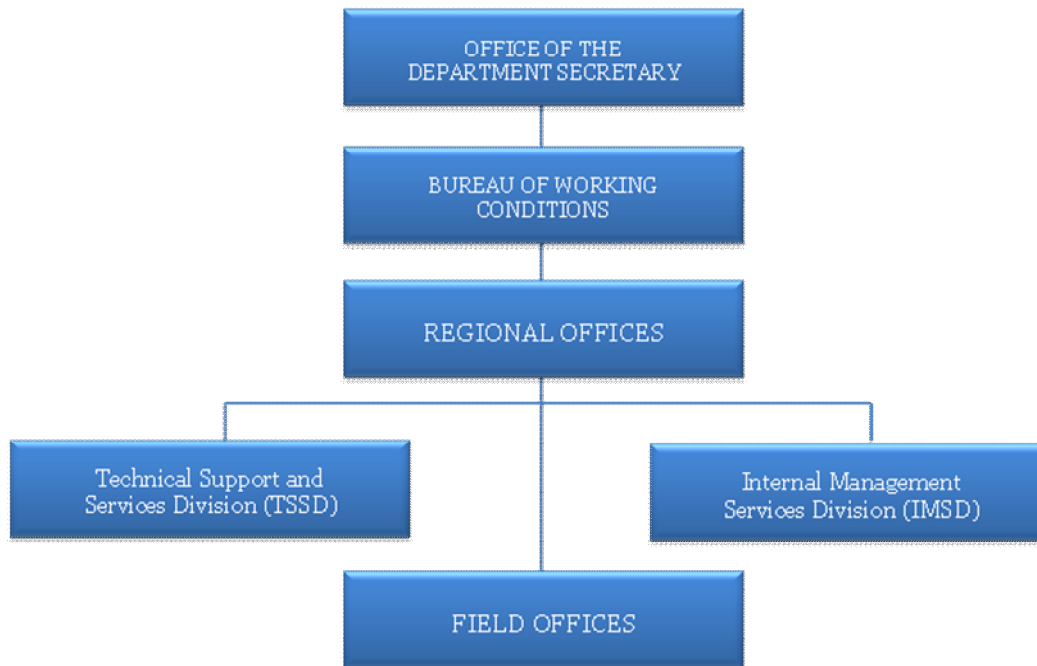 OFFICE OF THE
DEPARTMENT SECRETARY
BUREAU OF WORKING
CONDITIONS
REGIONAL OFFICES
Technical Support and
Services Division (TSSD)
Internal Management
Services Division (IMSD)
FIELD OFFICES